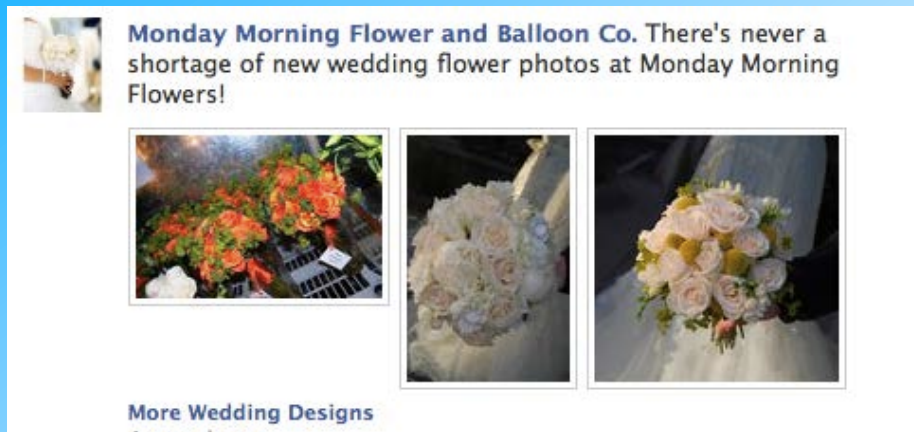 Monday Morning Flower and Balloon Co. There's never a
shortage of new wedding flower photos at Monday Morning
Flowers!
More Wedding Designs